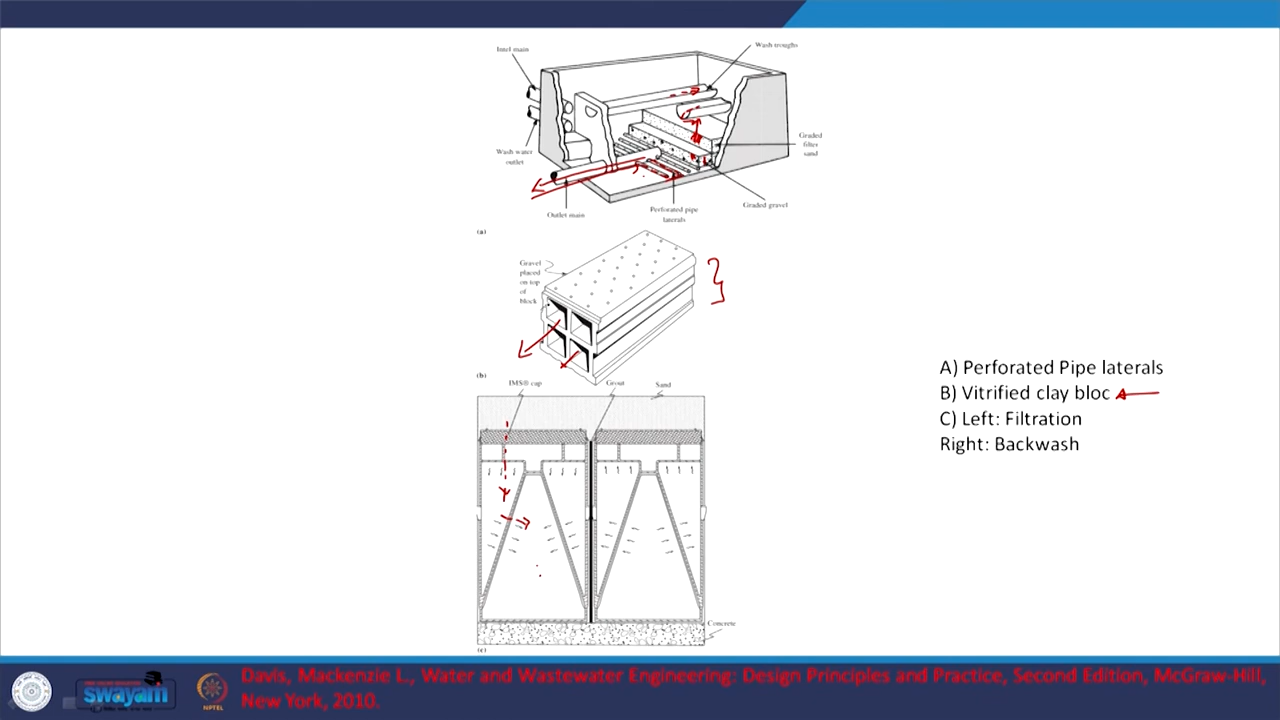 Intel main
Wash troughs
Wash water
outlet
Graded
filter
sand
Outlet main
Perforated pipe
laterals
Graded gravel
(a)
Gravel
placed
on top
of
block
(b)
IMS® cap
Grout
Sand
Concrete
(c)
A) Perforated Pipe laterals
B) Vitrified clay bloc
C) Left: Filtration
Right: Backwash
swayam
NPTEL
Davis, Mackenzie L., Water and Wastewater Engineering: Design Principles and Practice, Second Edition, McGraw-Hill,
New York, 2010.